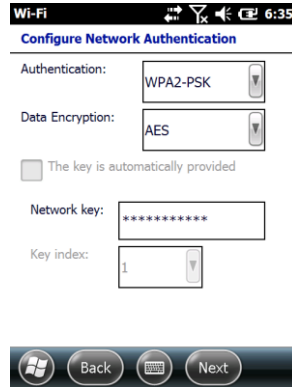 Wi-Fi 6:35
Configure Network Authentication
Authentication: WPA2-PSK
Data Encryption: AES
The key is automatically provided
Network key: ***********
Key index: 1
Back Next